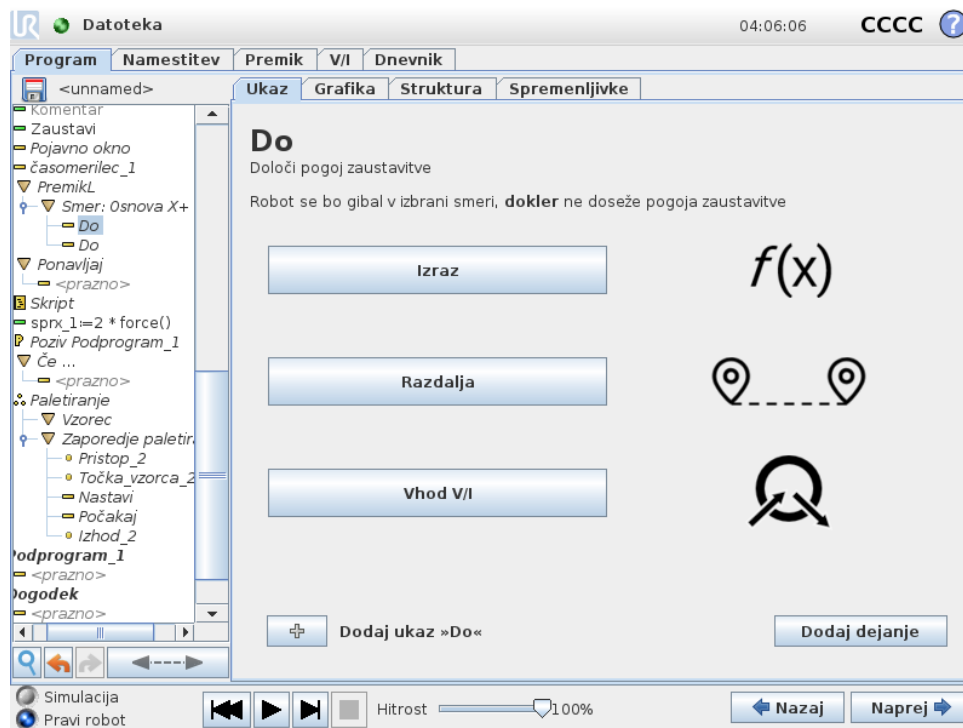 UR Datoteka 04:06:06 CCCC ?
Program Namestitev Premik V/I Dnevnik
<unnamed>
Ukaz Grafika Struktura Spremenljivke
Komentar
Zaustavi
Pojavno okno
časomerilec_1
PremikL
Smer: Osnova X+
Do
Do
Ponavljaj
<prazno>
Skript
sprx_1:=2 * force()
Poziv Podprogram_1
Če ...
<prazno>
Paletiranje
Vzorec
Zaporedje paletir
Pristop_2
Točka_vzorca_2
Nastavi
Počakaj
Izhod_2
Podprogram_1
<prazno>
Dogodek
<prazno>
Do
Določi pogoj zaustavitve
Robot se bo gibal v izbrani smeri, dokler ne doseže pogoja zaustavitve
Izraz
f(x)
Razdalja
Vhod V/I
Dodaj ukaz »Do«
Dodaj dejanje
Simulacija
Pravi robot
Hitrost 100%
Nazaj Naprej